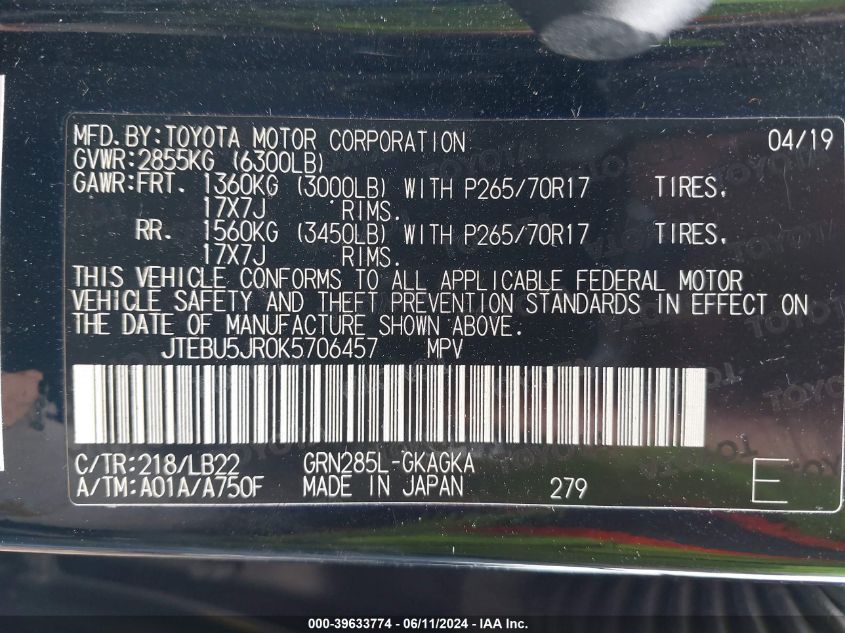 MFD.BY:TOYOTA MOTOR CORPORATION 04/19
GVWR:2855KG (6300LB)
GAWR:FRT. 1360KG (3000LB) WITH P265/70R17 TIRES,
17X7J RIMS.
RR. 1560KG (3450LB) WITH P265/70R17 TIRES,
17X7J RIMS.
THIS VEHICLE CONFORMS TO ALL APPLICABLE FEDERAL MOTOR
VEHICLE SAFETY AND THEFT PREVENTION STANDARDS IN EFFECT ON
THE DATE OF MANUFACTURE SHOWN ABOVE.
JTEBU5JR0K5706457 MPV
C/TR:218/LB22 GRN285L-GKAGKA
A/TM:A01A/A750F MADE IN JAPAN 279 E
000-39633774 - 06/11/2024 - IAA Inc.